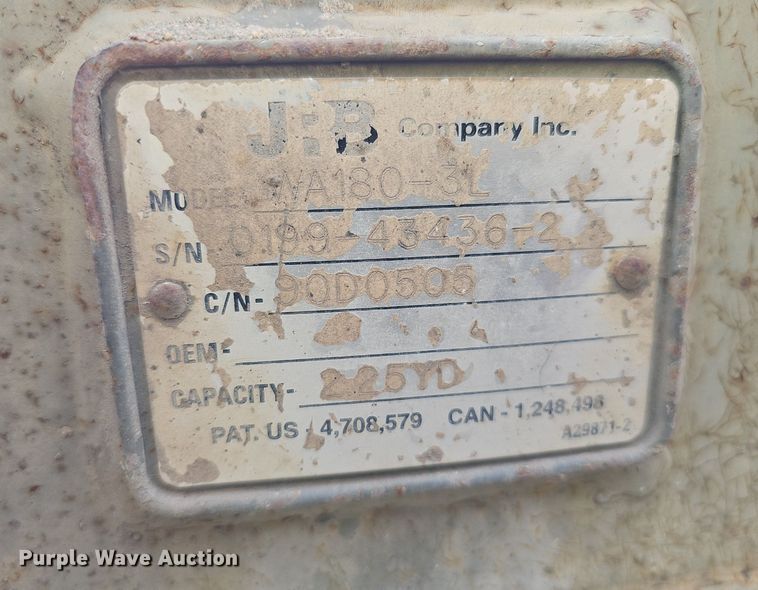 JRB Company Inc.
MODEL- WA180-3L
S/N 0199-43436-2
C/N- 90D0505
OEM-
CAPACITY- 2.25YD
PAT. US - 4,708,579 CAN - 1,248,498
A29871-2
Purple Wave Auction